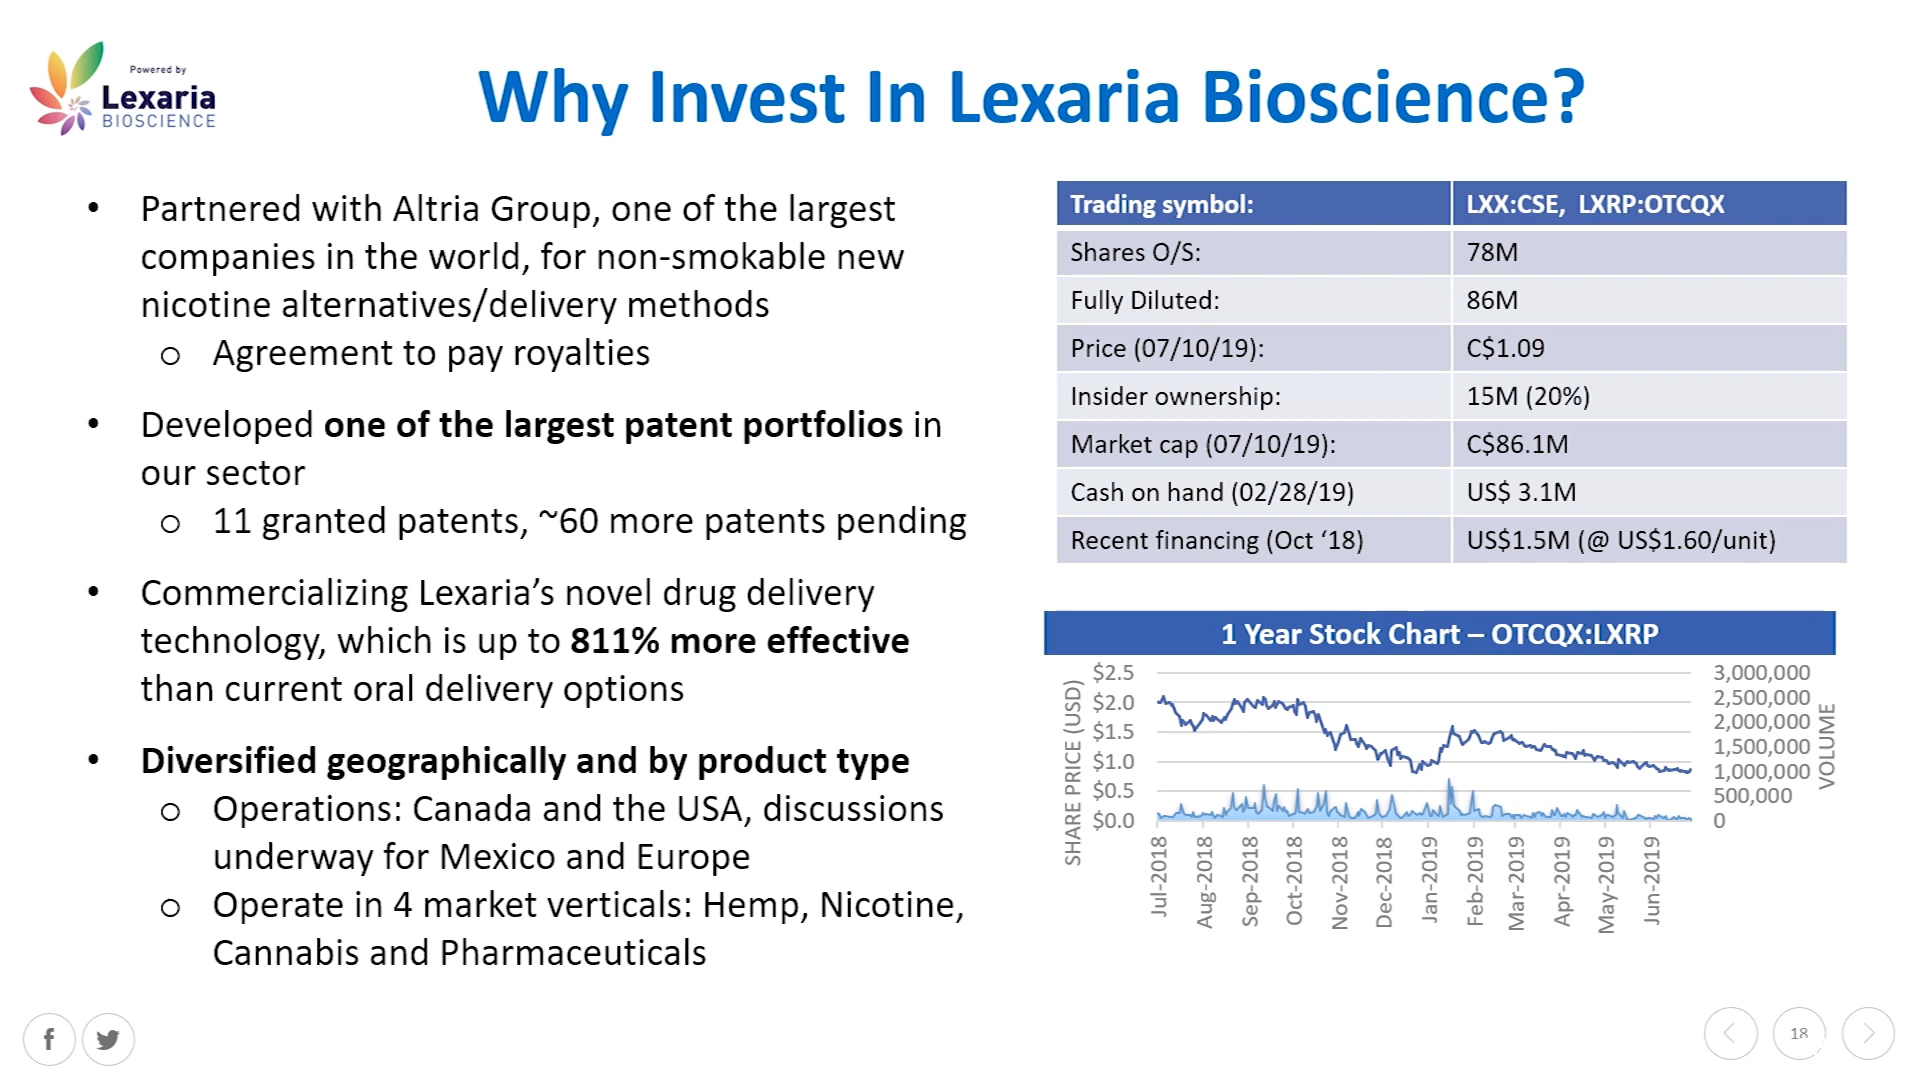 Powered by
Lexaria
BIOSCIENCE
Why Invest In Lexaria Bioscience?
• Partnered with Altria Group, one of the largest
companies in the world, for non-smokable new
nicotine alternatives/delivery methods
o Agreement to pay royalties
• Developed one of the largest patent portfolios in
our sector
o 11 granted patents, ~60 more patents pending
• Commercializing Lexaria’s novel drug delivery
technology, which is up to 811% more effective
than current oral delivery options
• Diversified geographically and by product type
o Operations: Canada and the USA, discussions
underway for Mexico and Europe
o Operate in 4 market verticals: Hemp, Nicotine,
Cannabis and Pharmaceuticals
Trading symbol: LXX:CSE, LXRP:OTCQX
Shares O/S: 78M
Fully Diluted: 86M
Price (07/10/19): C$1.09
Insider ownership: 15M (20%)
Market cap (07/10/19): C$86.1M
Cash on hand (02/28/19) US$ 3.1M
Recent financing (Oct ‘18) US$1.5M (@ US$1.60/unit)
1 Year Stock Chart – OTCQX:LXRP
SHARE PRICE (USD)
$2.5
$2.0
$1.5
$1.0
$0.5
$0.0
3,000,000
2,500,000
2,000,000
1,500,000
1,000,000
500,000
0
VOLUME
Jul-2018
Aug-2018
Sep-2018
Oct-2018
Nov-2018
Dec-2018
Jan-2019
Feb-2019
Mar-2019
Apr-2019
May-2019
Jun-2019
f
18